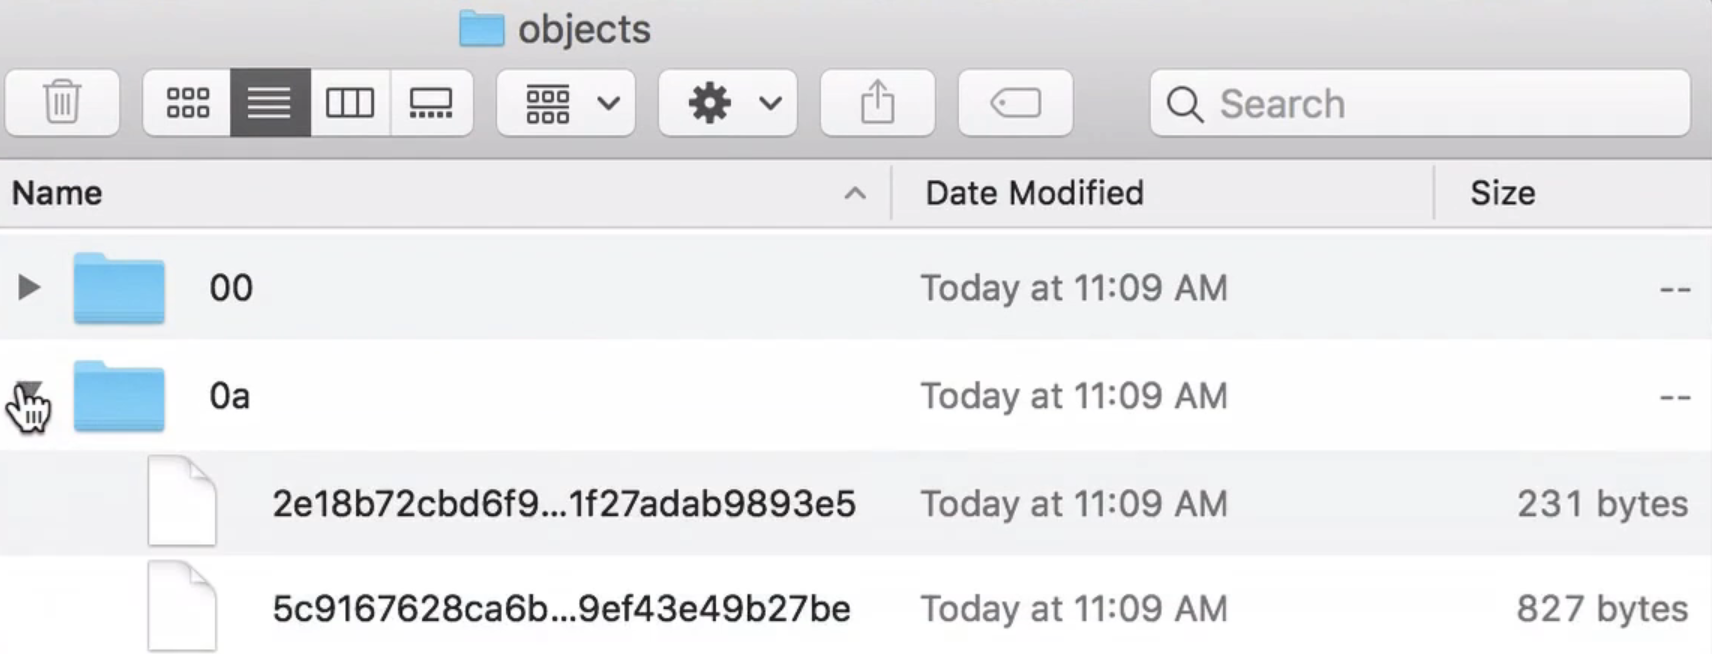 objects
Search
Name Date Modified Size
00 Today at 11:09 AM --
0a Today at 11:09 AM --
2e18b72cbd6f9...1f27adab9893e5 Today at 11:09 AM 231 bytes
5c9167628ca6b...9ef43e49b27be Today at 11:09 AM 827 bytes